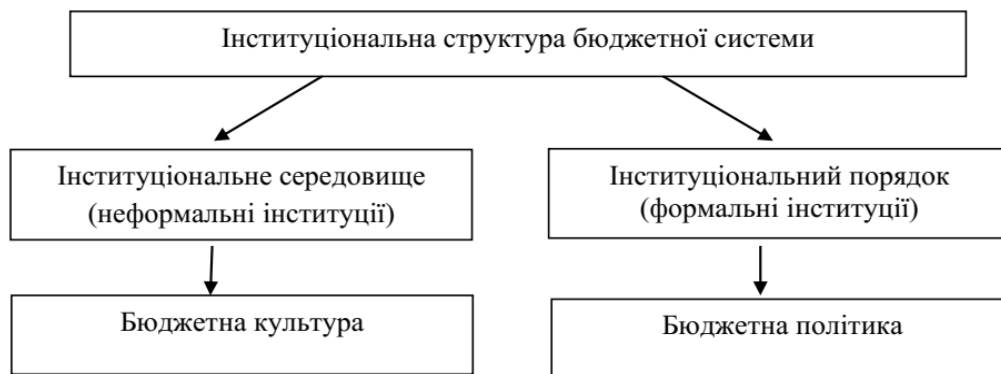 Інституціональна структура бюджетної системи
Інституціональне середовище
(неформальні інституції)
Інституціональний порядок
(формальні інституції)
Бюджетна культура
Бюджетна політика